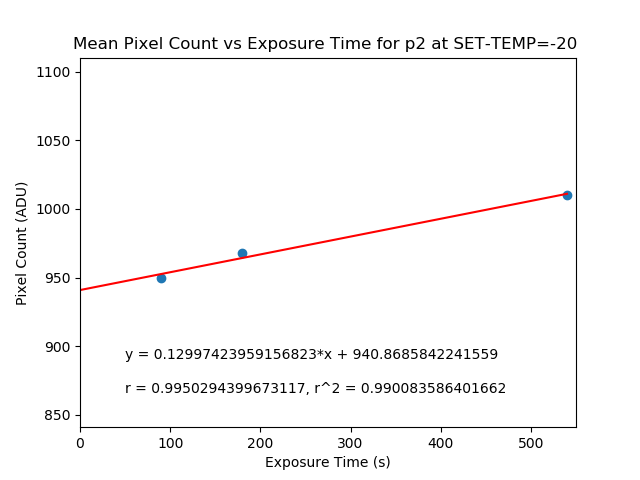 Mean Pixel Count vs Exposure Time for p2 at SET-TEMP=-20
1100
1050
1000
950
900
850
Pixel Count (ADU)
y = 0.12997423959156823*x + 940.8685842241559
r = 0.9950294399673117, r^2 = 0.990083586401662
0 100 200 300 400 500
Exposure Time (s)